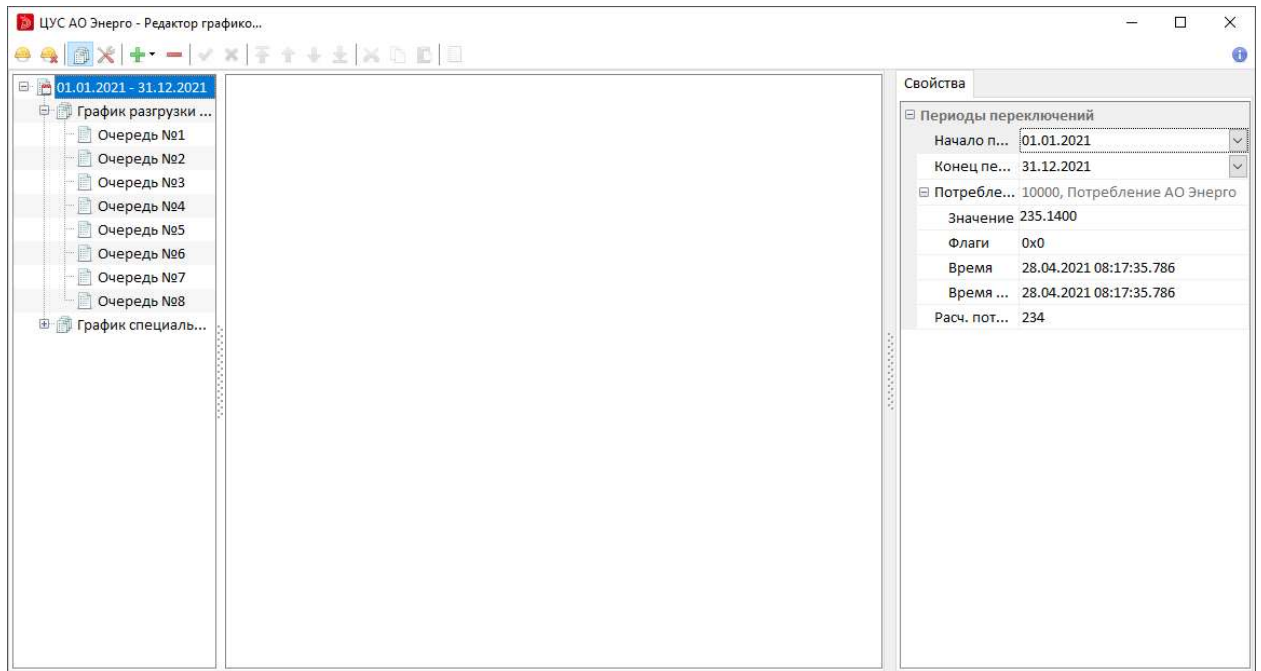 ЦУС АО Энерго - Редактор графико...
01.01.2021 - 31.12.2021
График разгрузки ...
Очередь №1
Очередь №2
Очередь №3
Очередь №4
Очередь №5
Очередь №6
Очередь №7
Очередь №8
График специаль...
Свойства
Периоды переключений
Начало п... 01.01.2021
Конец пе... 31.12.2021
Потребле... 10000, Потребление АО Энерго
Значение 235.1400
Флаги 0x0
Время 28.04.2021 08:17:35.786
Время ... 28.04.2021 08:17:35.786
Расч. пот... 234